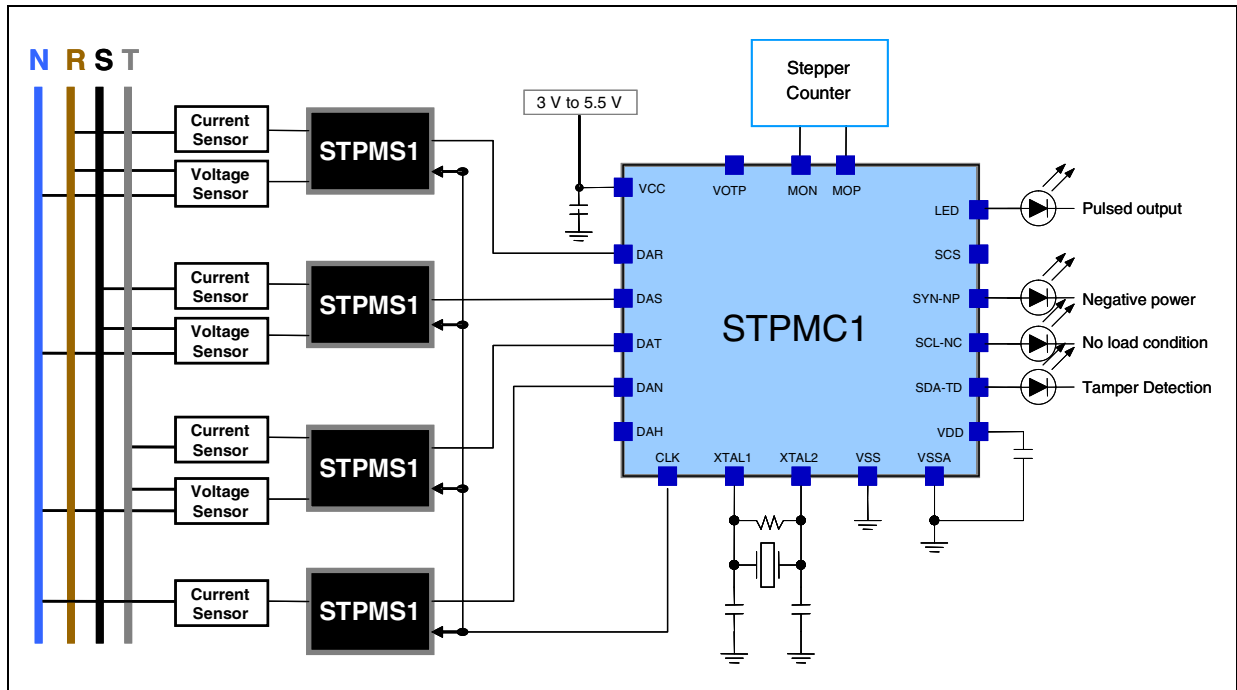 N R S T
Current
Sensor
Voltage
Sensor
STPMS1
Current
Sensor
Voltage
Sensor
STPMS1
Current
Sensor
Voltage
Sensor
STPMS1
Current
Sensor
STPMS1
3 V to 5.5 V
Stepper
Counter
VCC
VOTP
MON
MOP
LED
Pulsed output
DAR
SCS
DAS
SYN-NP
Negative power
STPMC1
DAT
SCL-NC
No load condition
DAN
SDA-TD
Tamper Detection
DAH
VDD
CLK
XTAL1
XTAL2
VSS
VSSA